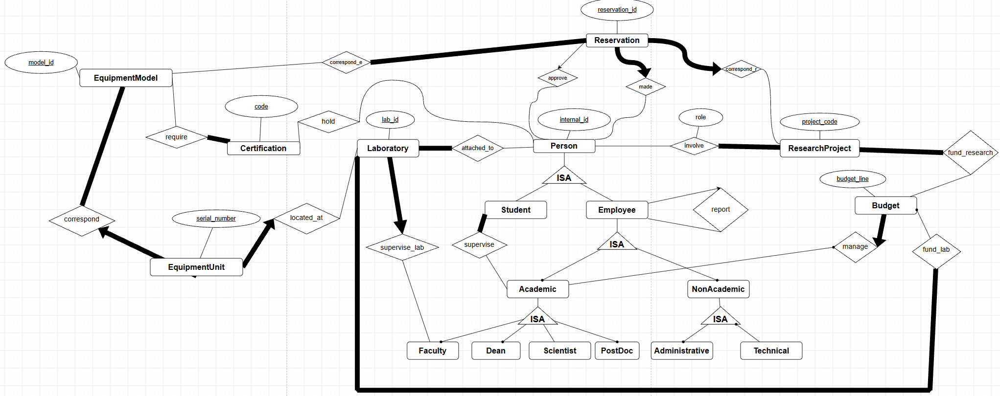 reservation_id
Reservation
model_id
correspond_e
correspond_r
EquipmentModel
approve
made
code
hold
lab_id
internal_id
role
project_code
require
Certification
Laboratory
attached_to
Person
involve
ResearchProject
fund_research
ISA
budget_line
Student
Employee
report
Budget
correspond
serial_number
located_at
supervise_lab
supervise
ISA
manage
fund_lab
EquipmentUnit
Academic
NonAcademic
ISA
ISA
Faculty
Dean
Scientist
PostDoc
Administrative
Technical